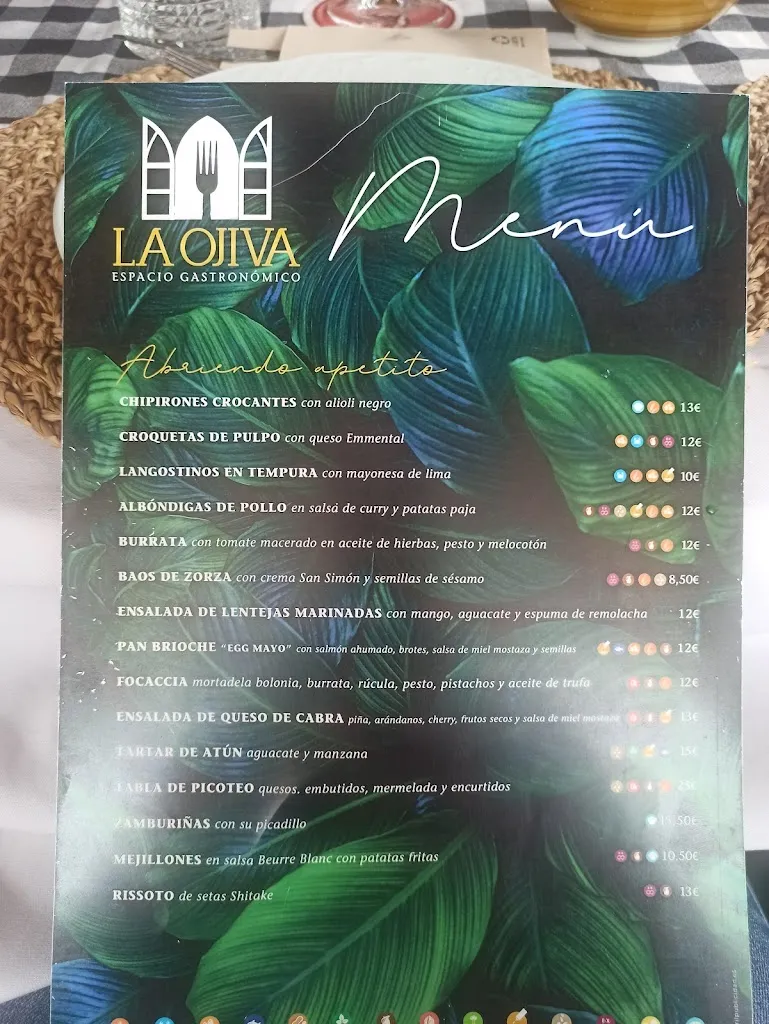 LA OJIVA
ESPACIO GASTRONÓMICO
Menú
Abriendo apetito
CHIPIRONES CROCANTES con alioli negro 13€
CROQUETAS DE PULPO con queso Emmental 12€
LANGOSTINOS EN TEMPURA con mayonesa de lima 10€
ALBÓNDIGAS DE POLLO en salsa de curry y patatas paja 12€
BURRATA con tomate macerado en aceite de hierbas, pesto y melocotón 12€
BAOS DE ZORZA con crema San Simón y semillas de sésamo 8,50€
ENSALADA DE LENTEJAS MARINADAS con mango, aguacate y espuma de remolacha 12€
PAN BRIOCHE "EGG MAYO" con salmón ahumado, brotes, salsa de miel mostaza y semillas 12€
FOCACCIA mortadela bolonia, burrata, rúcula, pesto, pistachos y aceite de trufa 12€
ENSALADA DE QUESO DE CABRA piña, arándanos, cherry, frutos secos y salsa de miel mostaza 13€
TARTAR DE ATÚN aguacate y manzana 15€
TABLA DE PICOTEO quesos. embutidos, mermelada y encurtidos 25€
ZAMBURIÑAS con su picadillo
MEJILLONES en salsa Beurre Blanc con patatas fritas 10,50€
RISSOTO de setas Shitake 13€